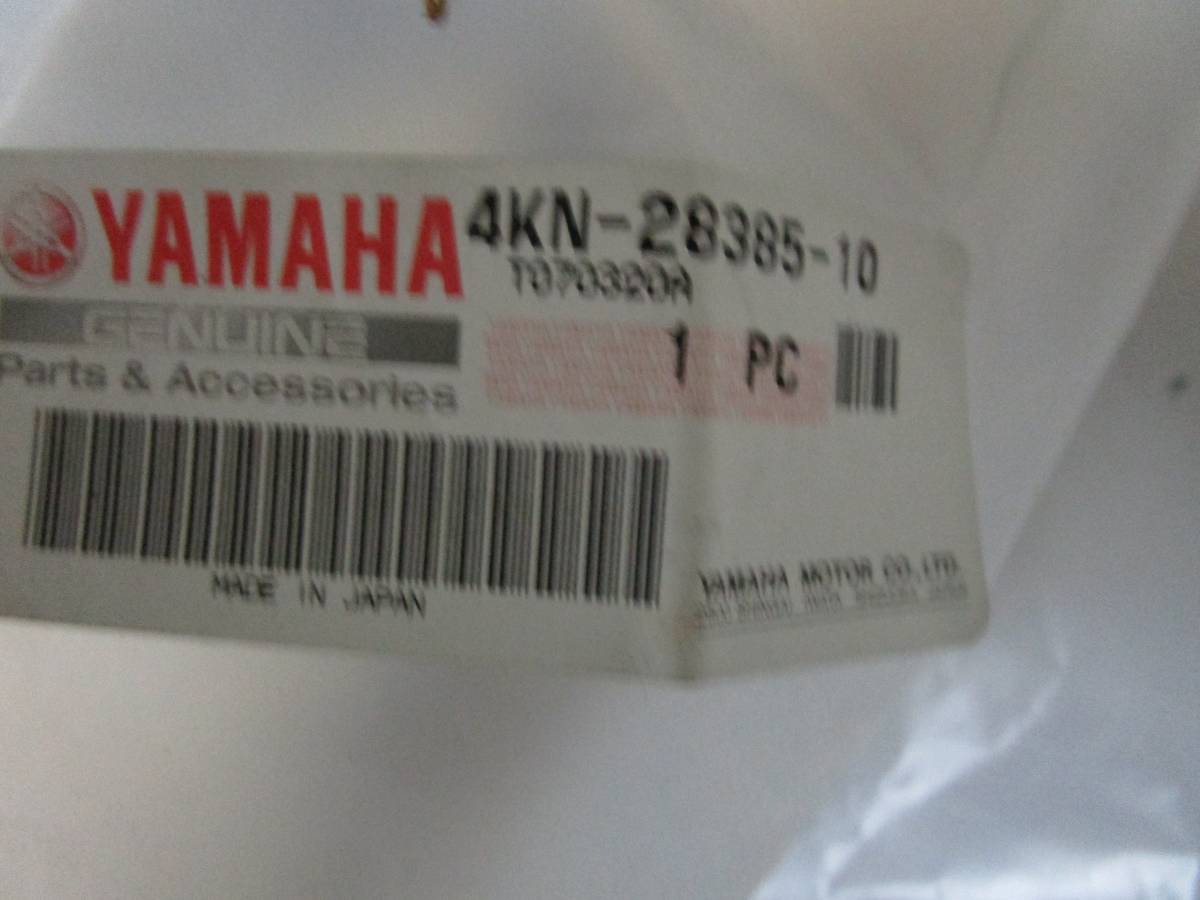 YAMAHA 4KN-28385-10
T070320A
GENUINE
1 PC
Parts & Accessories
MADE IN JAPAN
YAMAHA MOTOR CO., LTD.